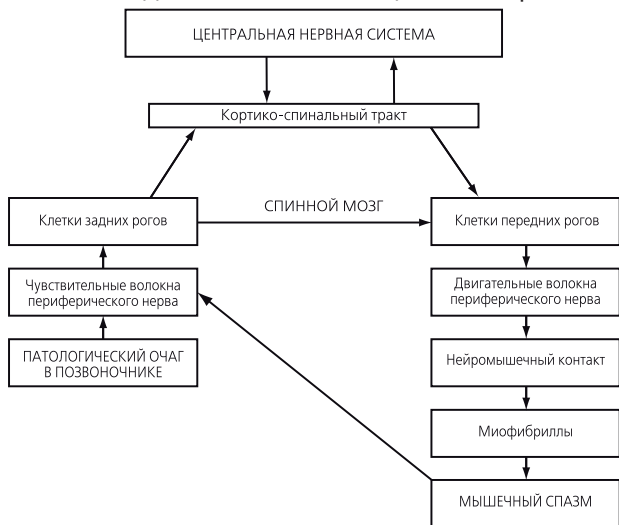 ЦЕНТРАЛЬНАЯ НЕРВНАЯ СИСТЕМА
Кортико-спинальный тракт
Клетки задних рогов
СПИННОЙ МОЗГ
Клетки передних рогов
Чувствительные волокна
периферического нерва
Двигательные волокна
периферического нерва
ПАТОЛОГИЧЕСКИЙ ОЧАГ
В ПОЗВОНОЧНИКЕ
Нейромышечный контакт
Миофибриллы
МЫШЕЧНЫЙ СПАЗМ